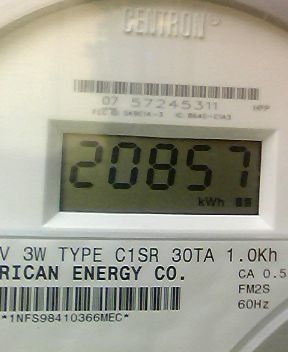 CENTRON®
07 57245311
20857
kWh
V 3W TYPE C1SR 30TA 1.0Kh
RICAN ENERGY CO.
CA 0.5
FM2S
60Hz
*1NFS98410366MEC*